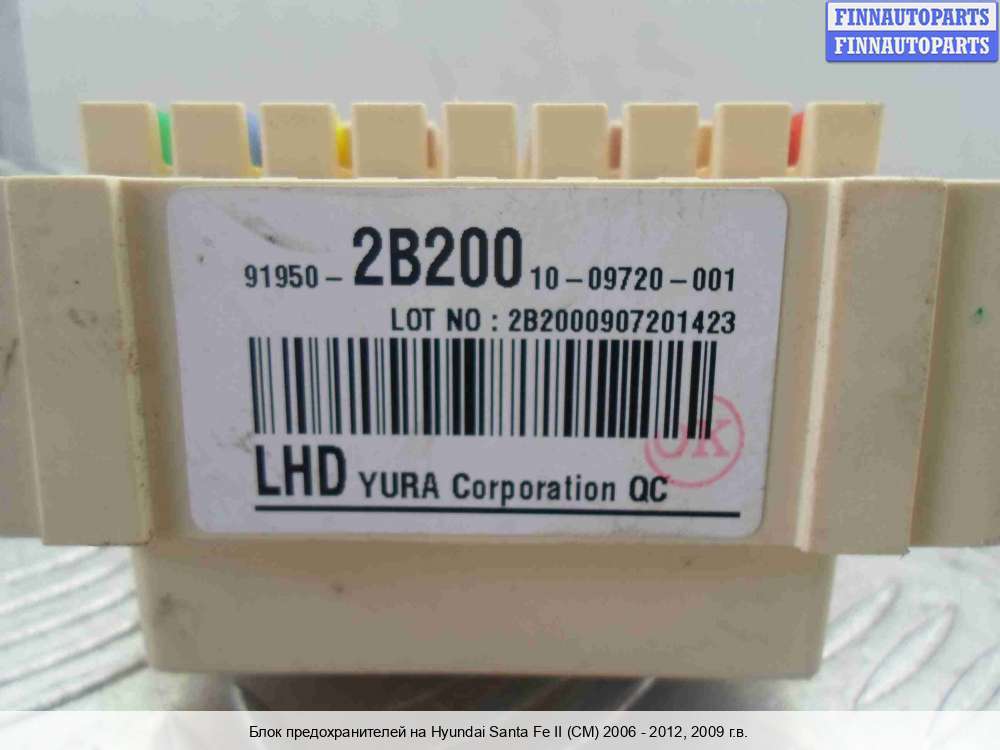 FINNAUTOPARTS
FINNAUTOPARTS
91950-2B200 10-09720-001
LOT NO : 2B2000907201423
OK
LHD YURA Corporation QC
Блок предохранителей на Hyundai Santa Fe II (CM) 2006 - 2012, 2009 г.в.